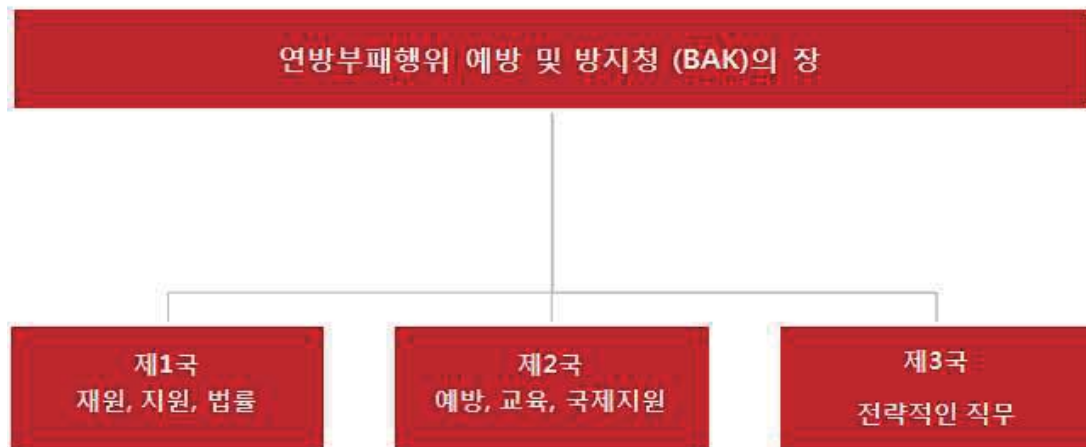 연방부패행위 예방 및 방지청 (BAK)의 장
제1국
재원, 지원, 법률
제2국
예방, 교육, 국제지원
제3국
전략적인 직무